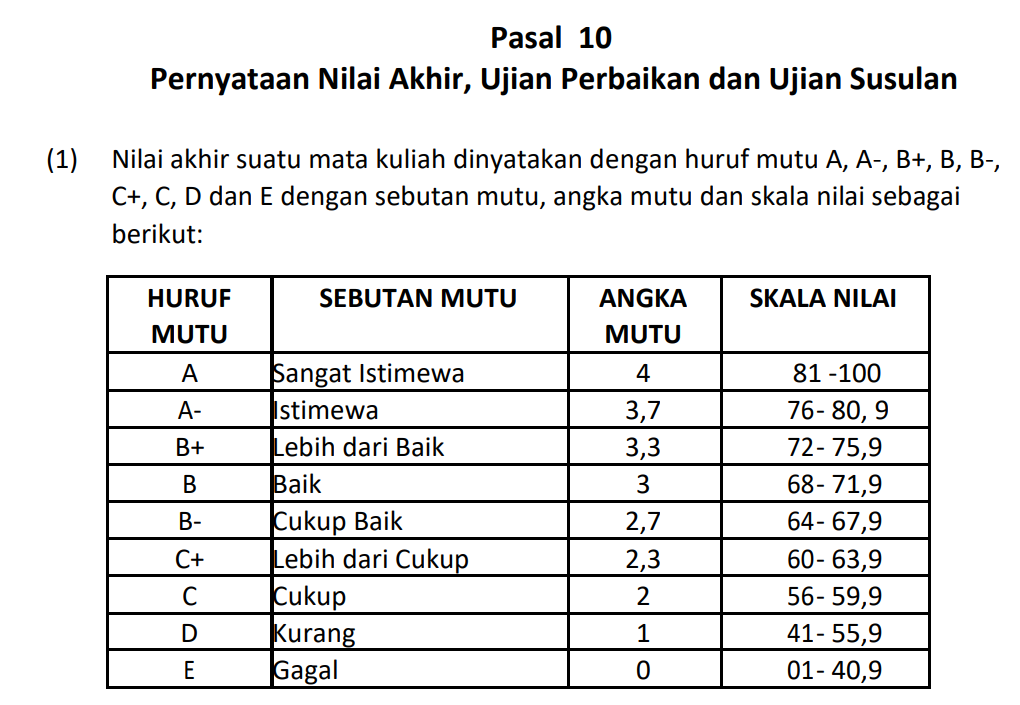 Pasal 10
Pernyataan Nilai Akhir, Ujian Perbaikan dan Ujian Susulan
(1) Nilai akhir suatu mata kuliah dinyatakan dengan huruf mutu A, A-, B+, B, B-,
C+, C, D dan E dengan sebutan mutu, angka mutu dan skala nilai sebagai
berikut:
HURUF MUTU SEBUTAN MUTU ANGKA MUTU SKALA NILAI
A Sangat Istimewa 4 81 -100
A- Istimewa 3,7 76- 80, 9
B+ Lebih dari Baik 3,3 72- 75,9
B Baik 3 68- 71,9
B- Cukup Baik 2,7 64- 67,9
C+ Lebih dari Cukup 2,3 60- 63,9
C Cukup 2 56- 59,9
D Kurang 1 41- 55,9
E Gagal 0 01- 40,9